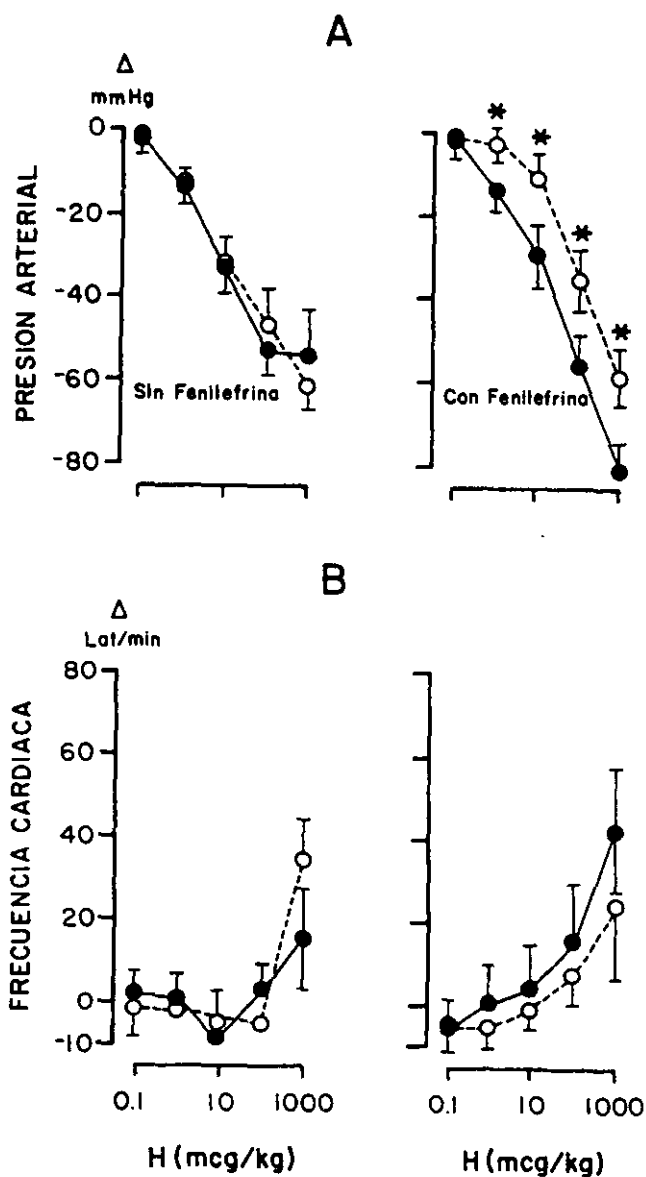 A
Δ
mmHg
0
-20
-40
-60
-80
PRESION ARTERIAL
Sin Fenilefrina
* * * *
Con Fenilefrina
B
Δ
Lat/min
80
60
40
20
0
-10
FRECUENCIA CARDIACA
0.1 10 1000 0.1 10 1000
H (mcg/kg) H (mcg/kg)